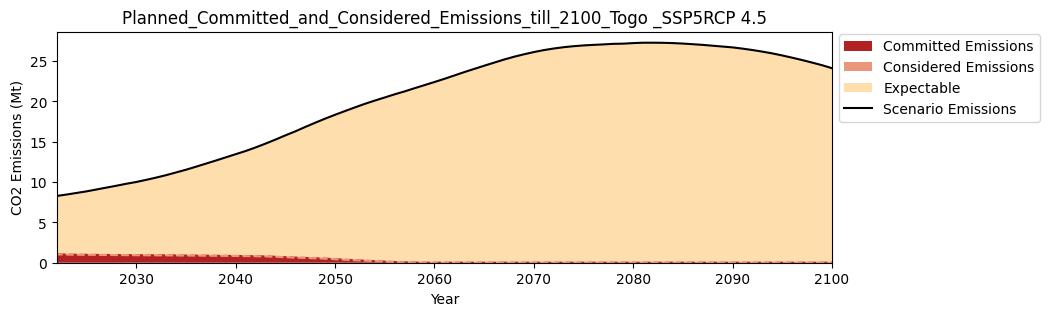 Planned_Committed_and_Considered_Emissions_till_2100_Togo _SSP5RCP 4.5
CO2 Emissions (Mt)
25
20
15
10
5
0
2030 2040 2050 2060 2070 2080 2090 2100
Year
Committed Emissions
Considered Emissions
Expectable
Scenario Emissions